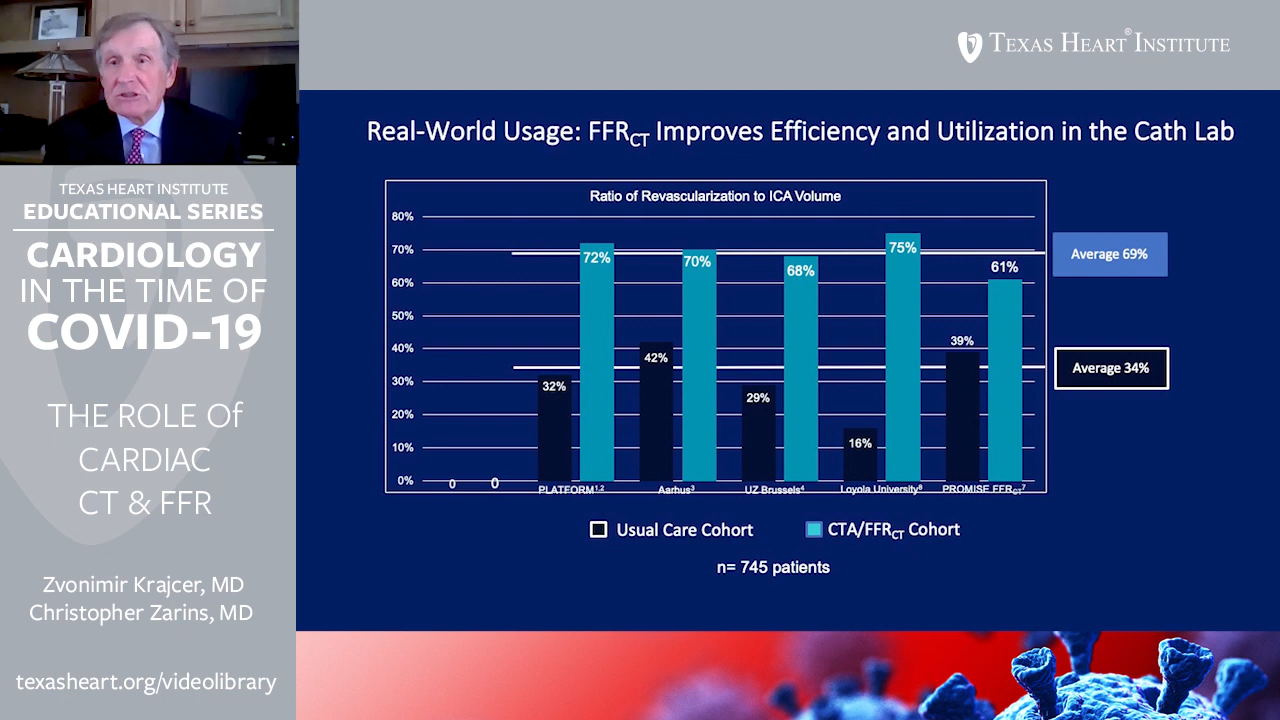 TEXAS HEART® INSTITUTE
TEXAS HEART INSTITUTE
EDUCATIONAL SERIES
CARDIOLOGY
IN THE TIME OF
COVID-19
THE ROLE Of
CARDIAC
CT & FFR
Zvonimir Krajcer, MD
Christopher Zarins, MD
texasheart.org/videolibrary
Real-World Usage: FFRCT Improves Efficiency and Utilization in the Cath Lab
Ratio of Revascularization to ICA Volume
80%
70%
60%
50%
40%
30%
20%
10%
0%
0
0
32%
72%
42%
70%
29%
68%
16%
75%
39%
61%
PLATFORM1,2
Aarhus3
UZ Brussels4
Loyola University6
PROMISE FFRCT7
Average 69%
Average 34%
Usual Care Cohort
CTA/FFRCT Cohort
n= 745 patients